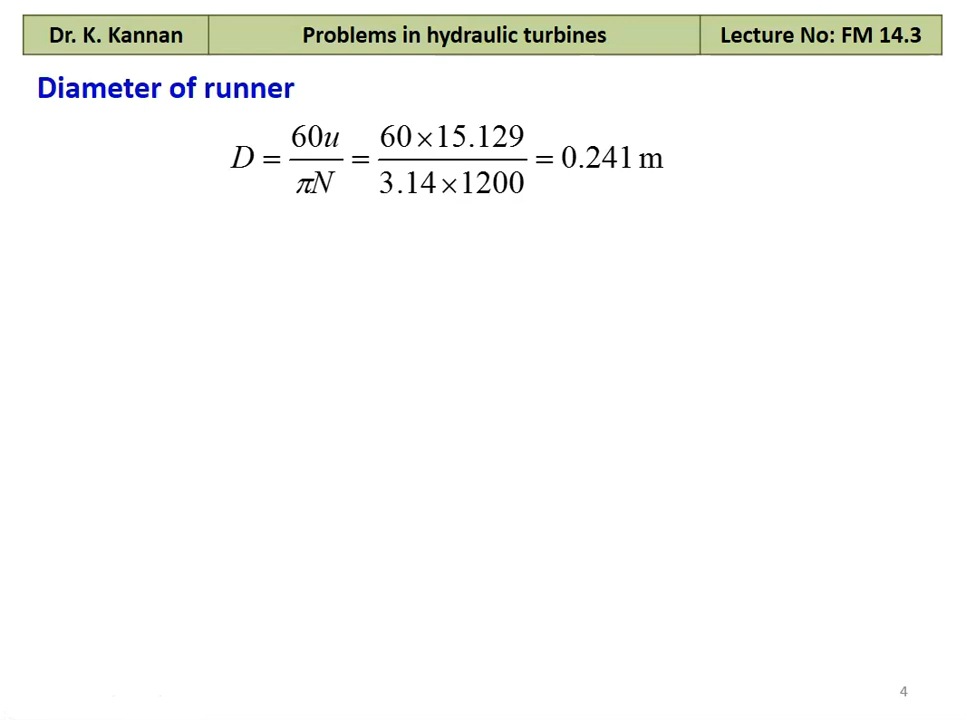 Dr. K. Kannan Problems in hydraulic turbines Lecture No: FM 14.3
Diameter of runner
D = 60u / πN = 60×15.129 / 3.14×1200 = 0.241 m
4